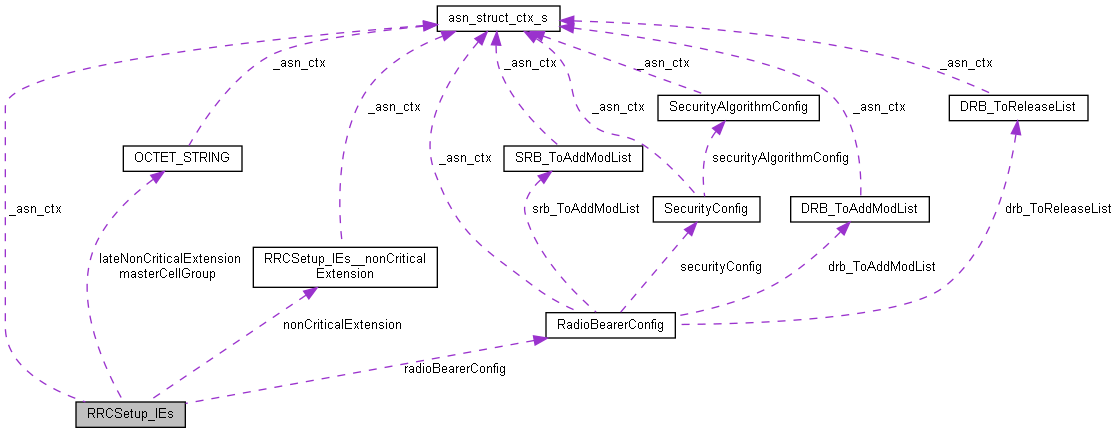 asn_struct_ctx_s
_asn_ctx
_asn_ctx
_asn_ctx
_asn_ctx
SecurityAlgorithmConfig
DRB_ToReleaseList
_asn_ctx
_asn_ctx
_asn_ctx
OCTET_STRING
_asn_ctx
SRB_ToAddModList
securityAlgorithmConfig
_asn_ctx
srb_ToAddModList
SecurityConfig
DRB_ToAddModList
drb_ToReleaseList
lateNonCriticalExtension
masterCellGroup
RRCSetup_IEs__nonCritical
Extension
securityConfig
drb_ToAddModList
nonCriticalExtension
RadioBearerConfig
radioBearerConfig
RRCSetup_IEs